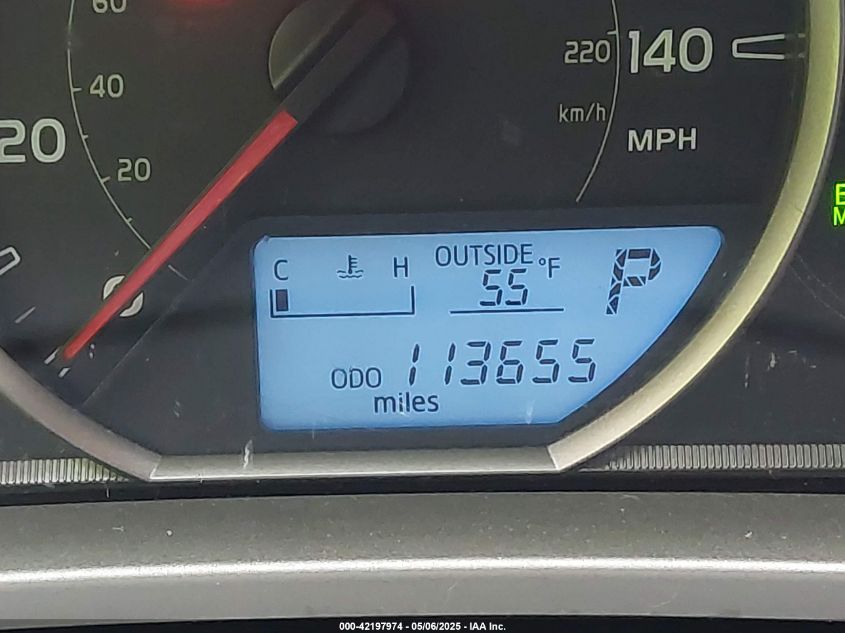 60
40
20
20
0
220
140
km/h
MPH
C H
OUTSIDE °F
55
P
ODO 113655
miles
000-42197974 - 05/06/2025 - IAA Inc.